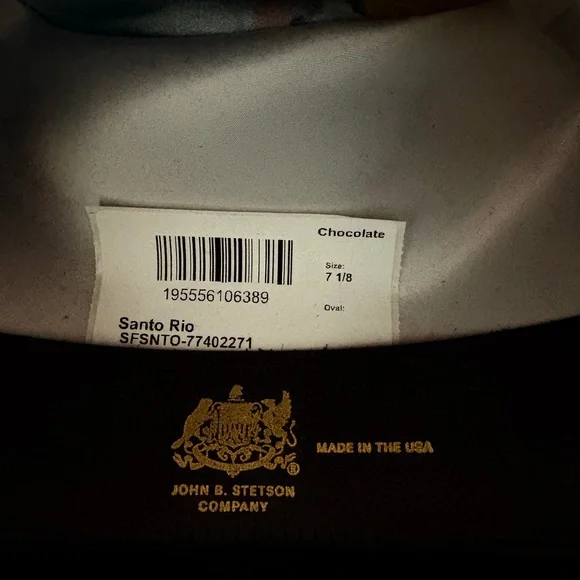 Chocolate
Size:
7 1/8
195556106389
Oval:
Santo Rio
SFSNTO-77402271
MADE IN THE USA
®
JOHN B. STETSON
COMPANY